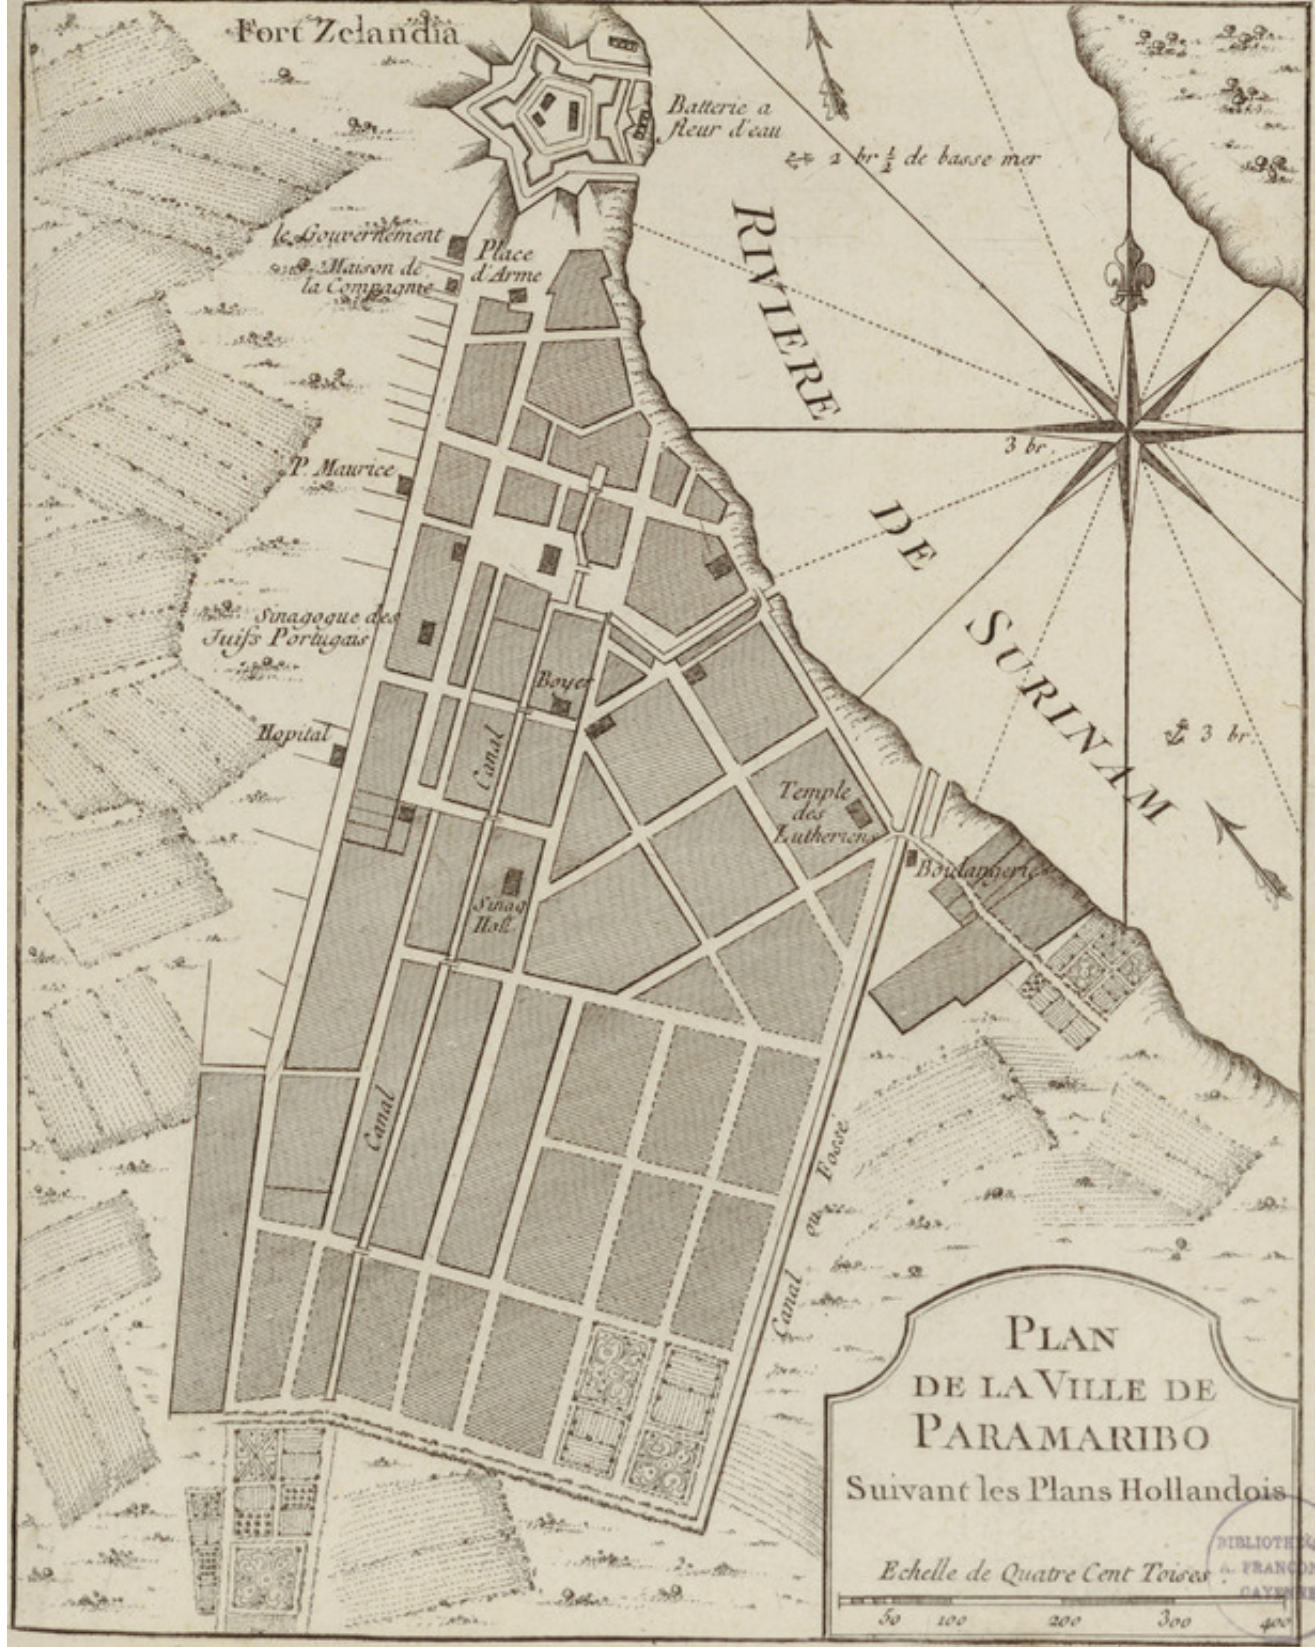 Fort Zelandia
Batterie a
fleur d'eau
2 br ½ de basse mer
le Gouvernement
Place
d'Arme
Maison de
la Compagnie
RIVIERE
3 br.
P. Maurice
DE
Sinagogue des
Juifs Portugais
SURINAM
Boyer
Hopital
Canal
3 br.
Temple
des
Lutheriens
Boulangerie
Sinag
Holl.
Canal
Canal ou Fossé
PLAN
DE LA VILLE DE
PARAMARIBO
Suivant les Plans Hollandois
Echelle de Quatre Cent Toises.
50 100 200 300 400
A. FRANCON